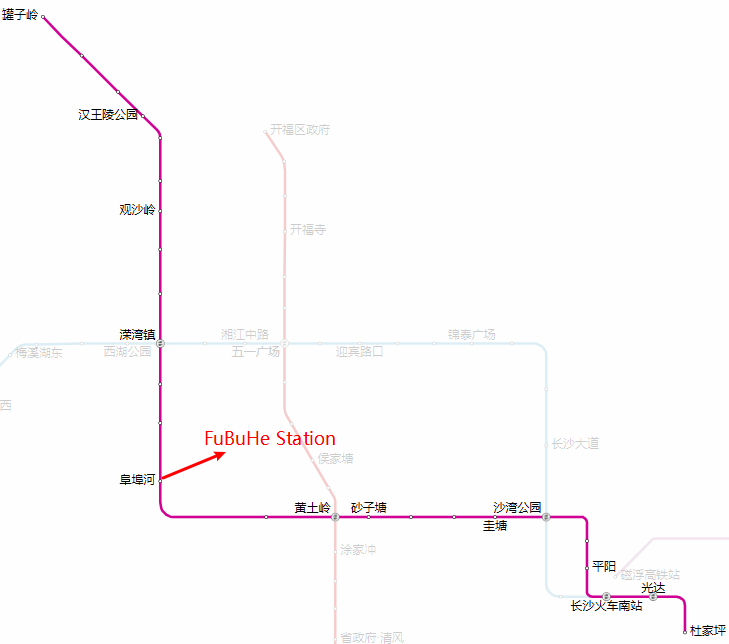 罐子岭
汉王陵公园
开福区政府
观沙岭
开福寺
溁湾镇
湘江中路
锦泰广场
梅溪湖东
西湖公园
五一广场
迎宾路口
西
FuBuHe Station
长沙大道
侯家塘
阜埠河
黄土岭
砂子塘
沙湾公园
圭塘
涂家冲
平阳
磁浮高铁站
光达
长沙火车南站
杜家坪
省政府·清风